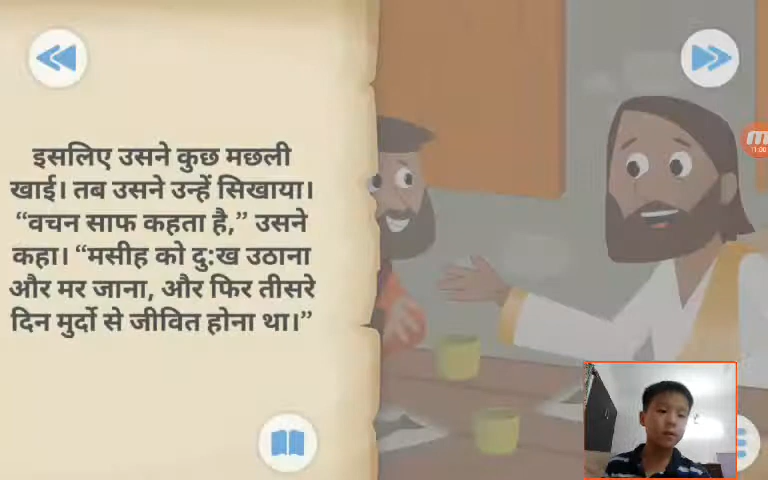 इसलिए उसने कुछ मछली
खाई। तब उसने उन्हें सिखाया।
“वचन साफ कहता है,” उसने
कहा। “मसीह को दु:ख उठाना
और मर जाना, और फिर तीसरे
दिन मुर्दो से जीवित होना था।”